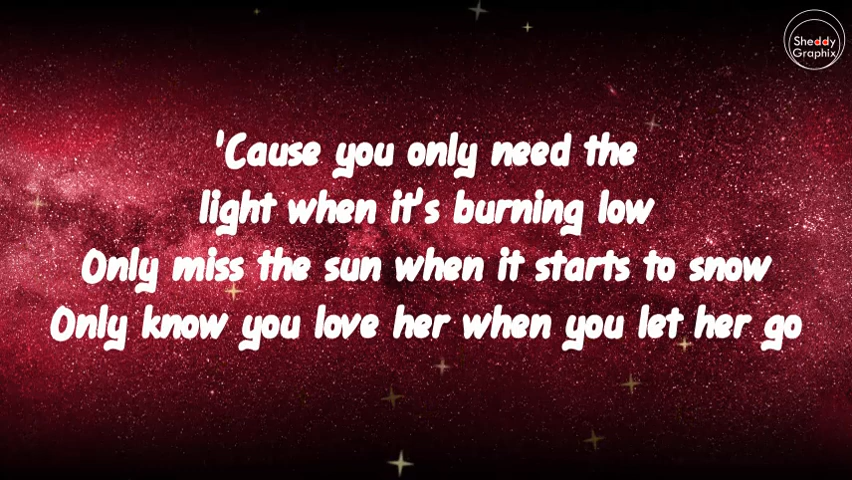 Sheddy
Graphix
'Cause you only need the
light when it's burning low
Only miss the sun when it starts to snow
Only know you love her when you let her go